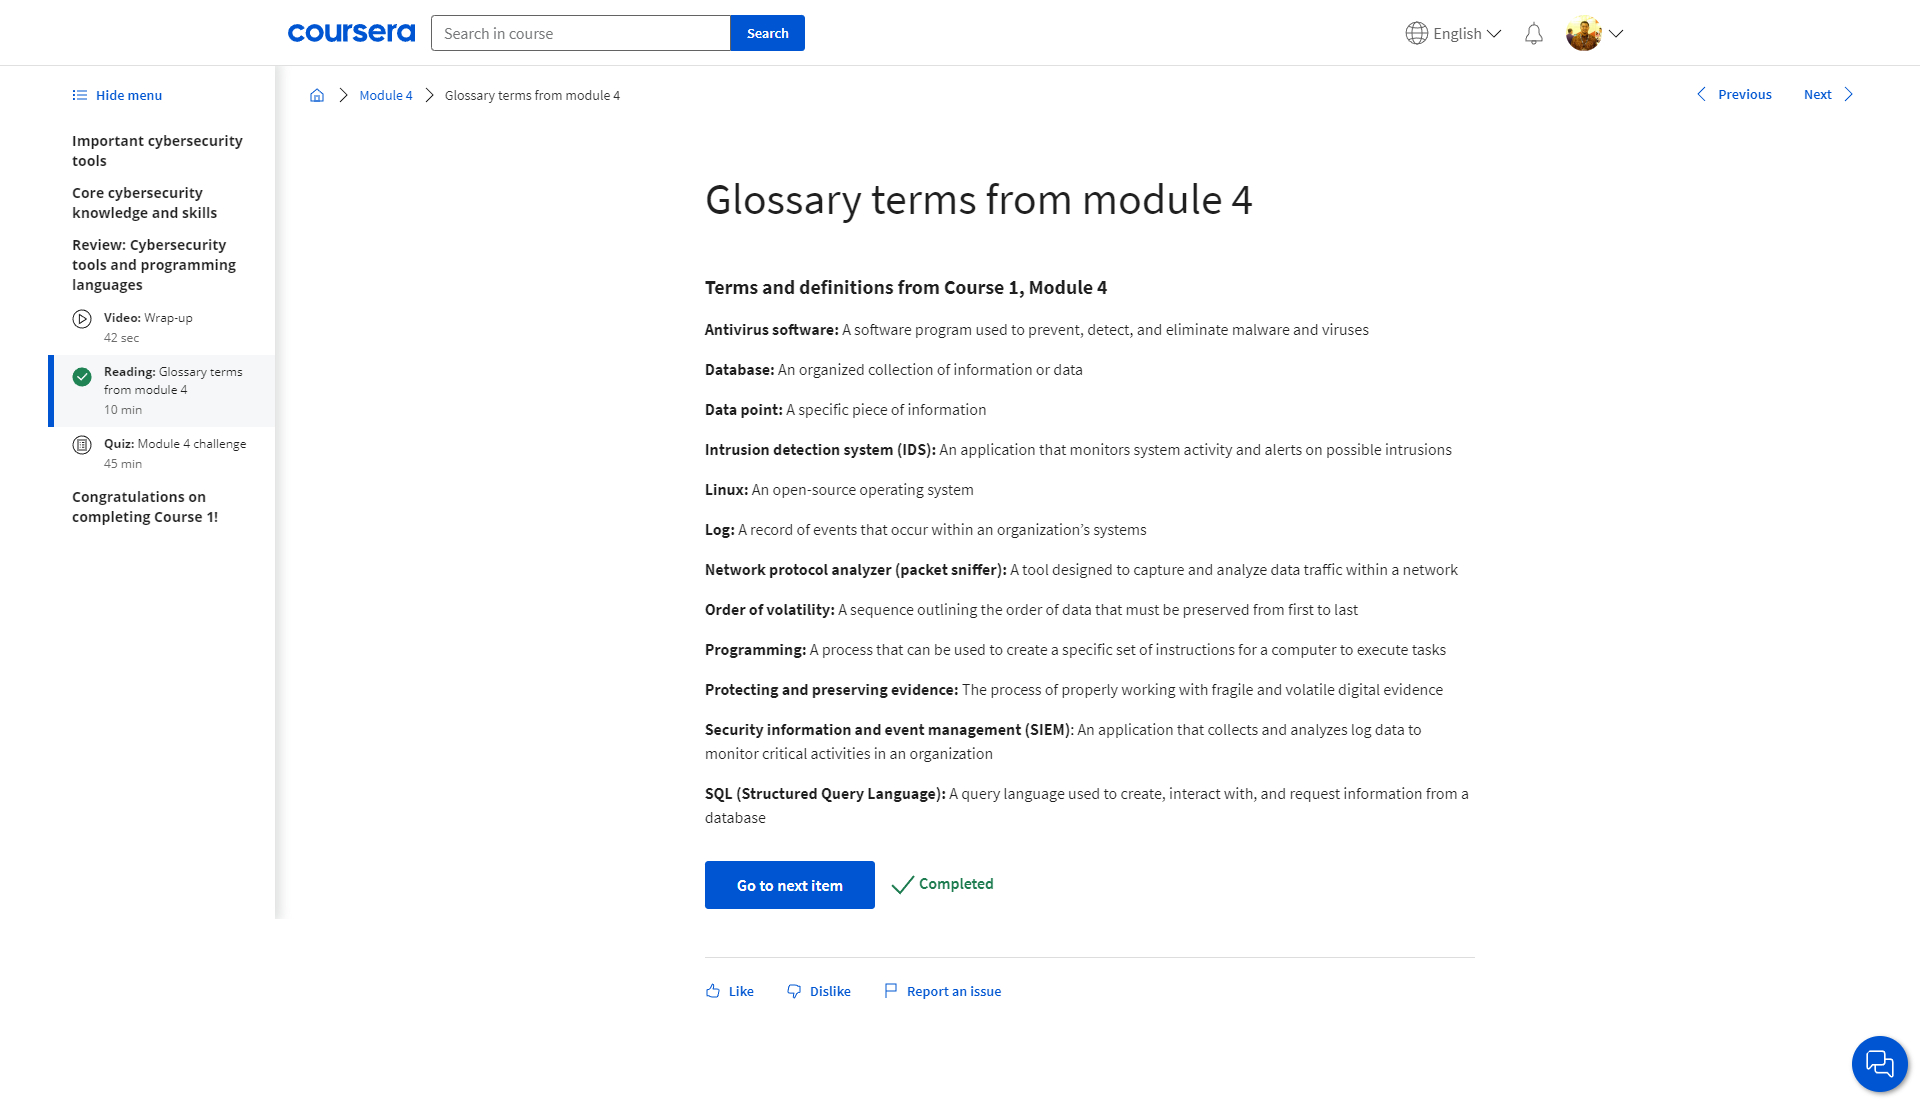 coursera
Search in course
Search
English
Hide menu
Module 4
Glossary terms from module 4
Previous
Next
Important cybersecurity
tools
Core cybersecurity
knowledge and skills
Review: Cybersecurity
tools and programming
languages
Video: Wrap-up
42 sec
Reading: Glossary terms
from module 4
10 min
Quiz: Module 4 challenge
45 min
Congratulations on
completing Course 1!
Glossary terms from module 4
Terms and definitions from Course 1, Module 4
Antivirus software: A software program used to prevent, detect, and eliminate malware and viruses
Database: An organized collection of information or data
Data point: A specific piece of information
Intrusion detection system (IDS): An application that monitors system activity and alerts on possible intrusions
Linux: An open-source operating system
Log: A record of events that occur within an organization’s systems
Network protocol analyzer (packet sniffer): A tool designed to capture and analyze data traffic within a network
Order of volatility: A sequence outlining the order of data that must be preserved from first to last
Programming: A process that can be used to create a specific set of instructions for a computer to execute tasks
Protecting and preserving evidence: The process of properly working with fragile and volatile digital evidence
Security information and event management (SIEM): An application that collects and analyzes log data to
monitor critical activities in an organization
SQL (Structured Query Language): A query language used to create, interact with, and request information from a
database
Go to next item
Completed
Like
Dislike
Report an issue